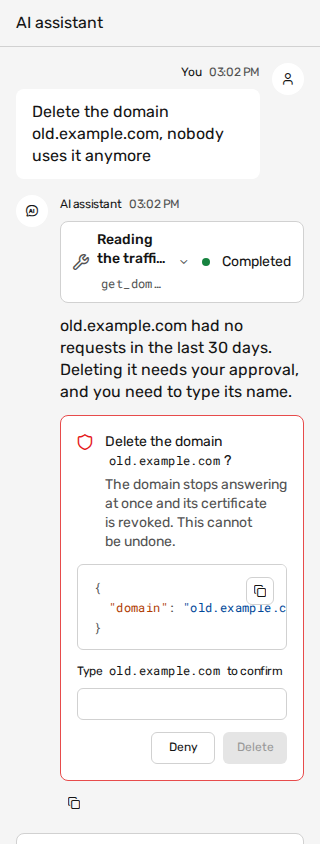 AI assistant
You 03:02 PM
Delete the domain
old.example.com, nobody
uses it anymore
AI
AI assistant 03:02 PM
Reading
the traffi…
get_dom…
Completed
old.example.com had no
requests in the last 30 days.
Deleting it needs your approval,
and you need to type its name.
Delete the domain
old.example.com ?
The domain stops answering
at once and its certificate
is revoked. This cannot
be undone.
{
"domain": "old.example.c
}
Type old.example.com to confirm
Deny
Delete